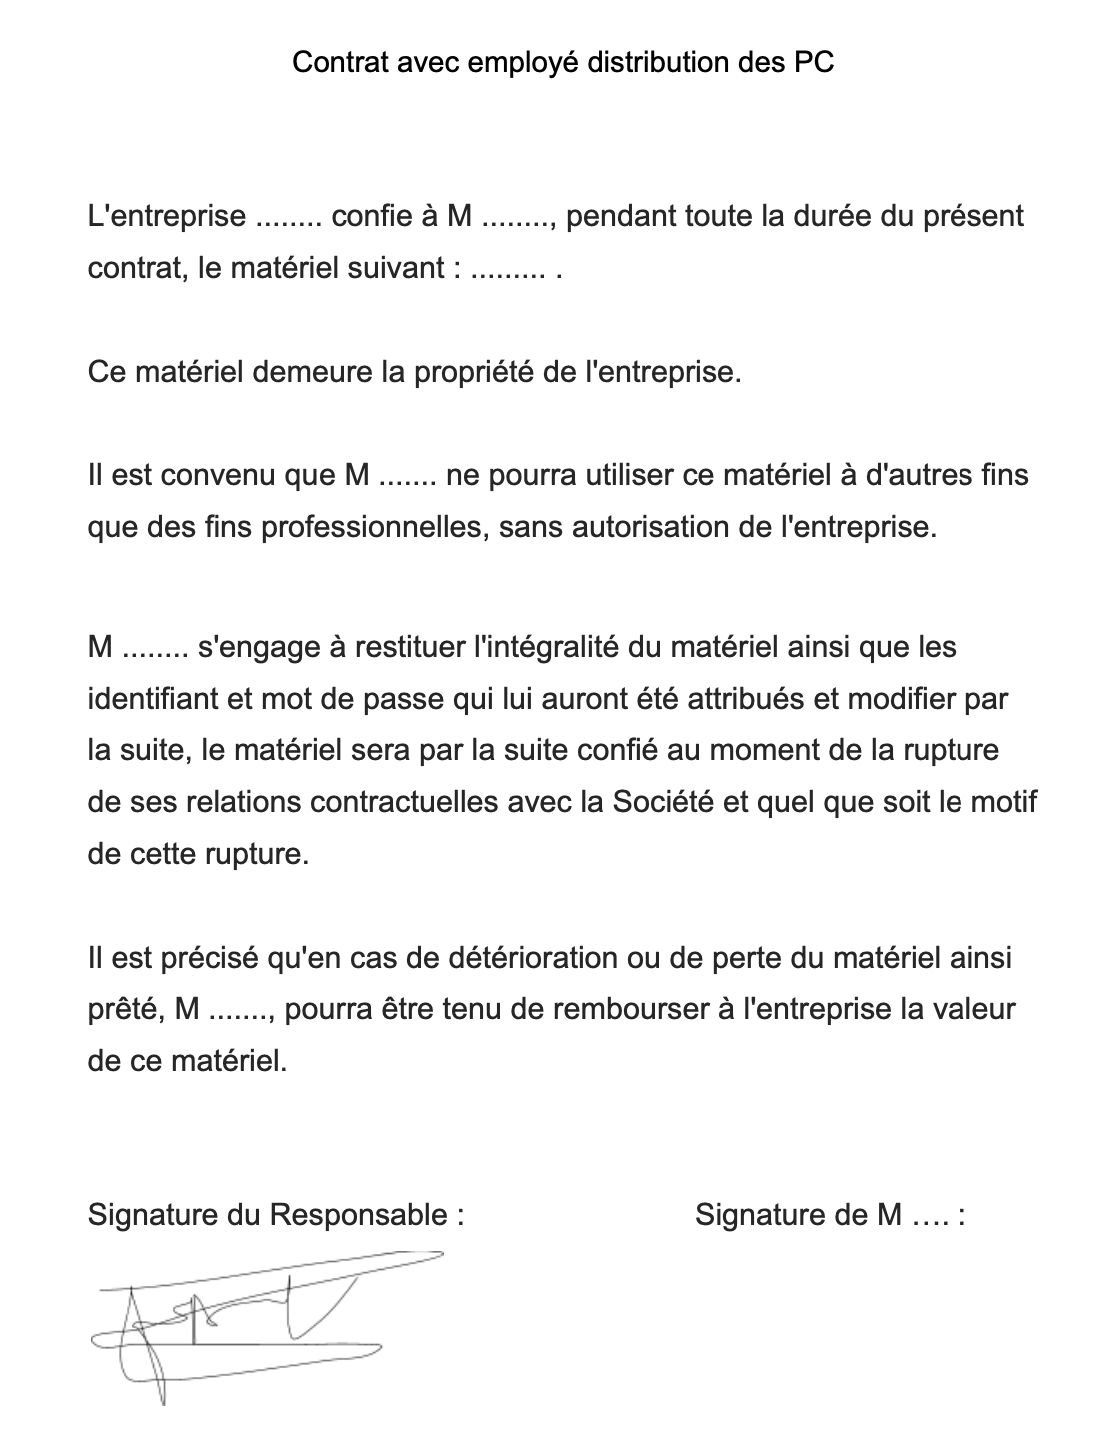 Contrat avec employé distribution des PC
L'entreprise ........ confie à M ........, pendant toute la durée du présent
contrat, le matériel suivant : ......... .
Ce matériel demeure la propriété de l'entreprise.
Il est convenu que M ....... ne pourra utiliser ce matériel à d'autres fins
que des fins professionnelles, sans autorisation de l'entreprise.
M ........ s'engage à restituer l'intégralité du matériel ainsi que les
identifiant et mot de passe qui lui auront été attribués et modifier par
la suite, le matériel sera par la suite confié au moment de la rupture
de ses relations contractuelles avec la Société et quel que soit le motif
de cette rupture.
Il est précisé qu'en cas de détérioration ou de perte du matériel ainsi
prêté, M ......., pourra être tenu de rembourser à l'entreprise la valeur
de ce matériel.
Signature du Responsable : Signature de M …. :